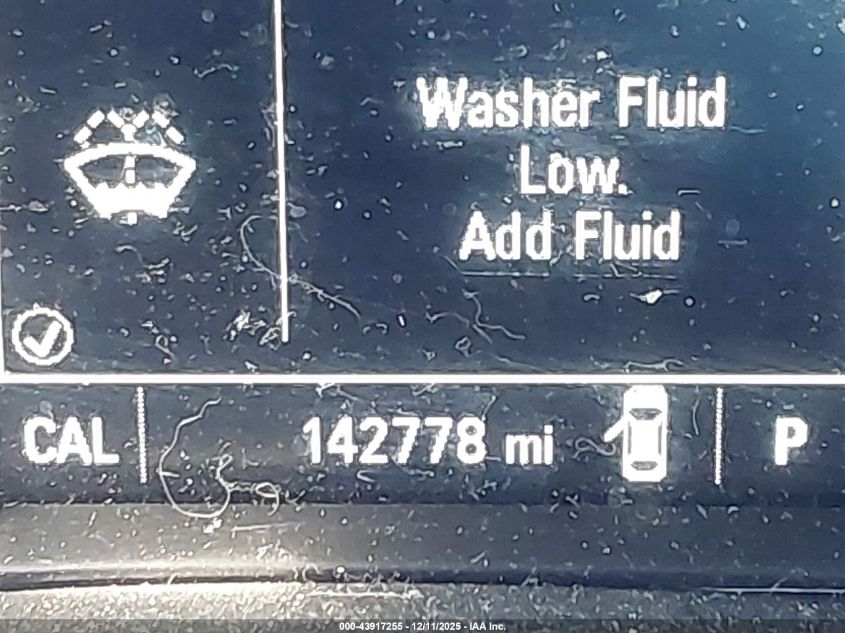 Washer Fluid
Low.
Add Fluid
CAL 142778 mi P
000-43917255 - 12/11/2025 - IAA Inc.